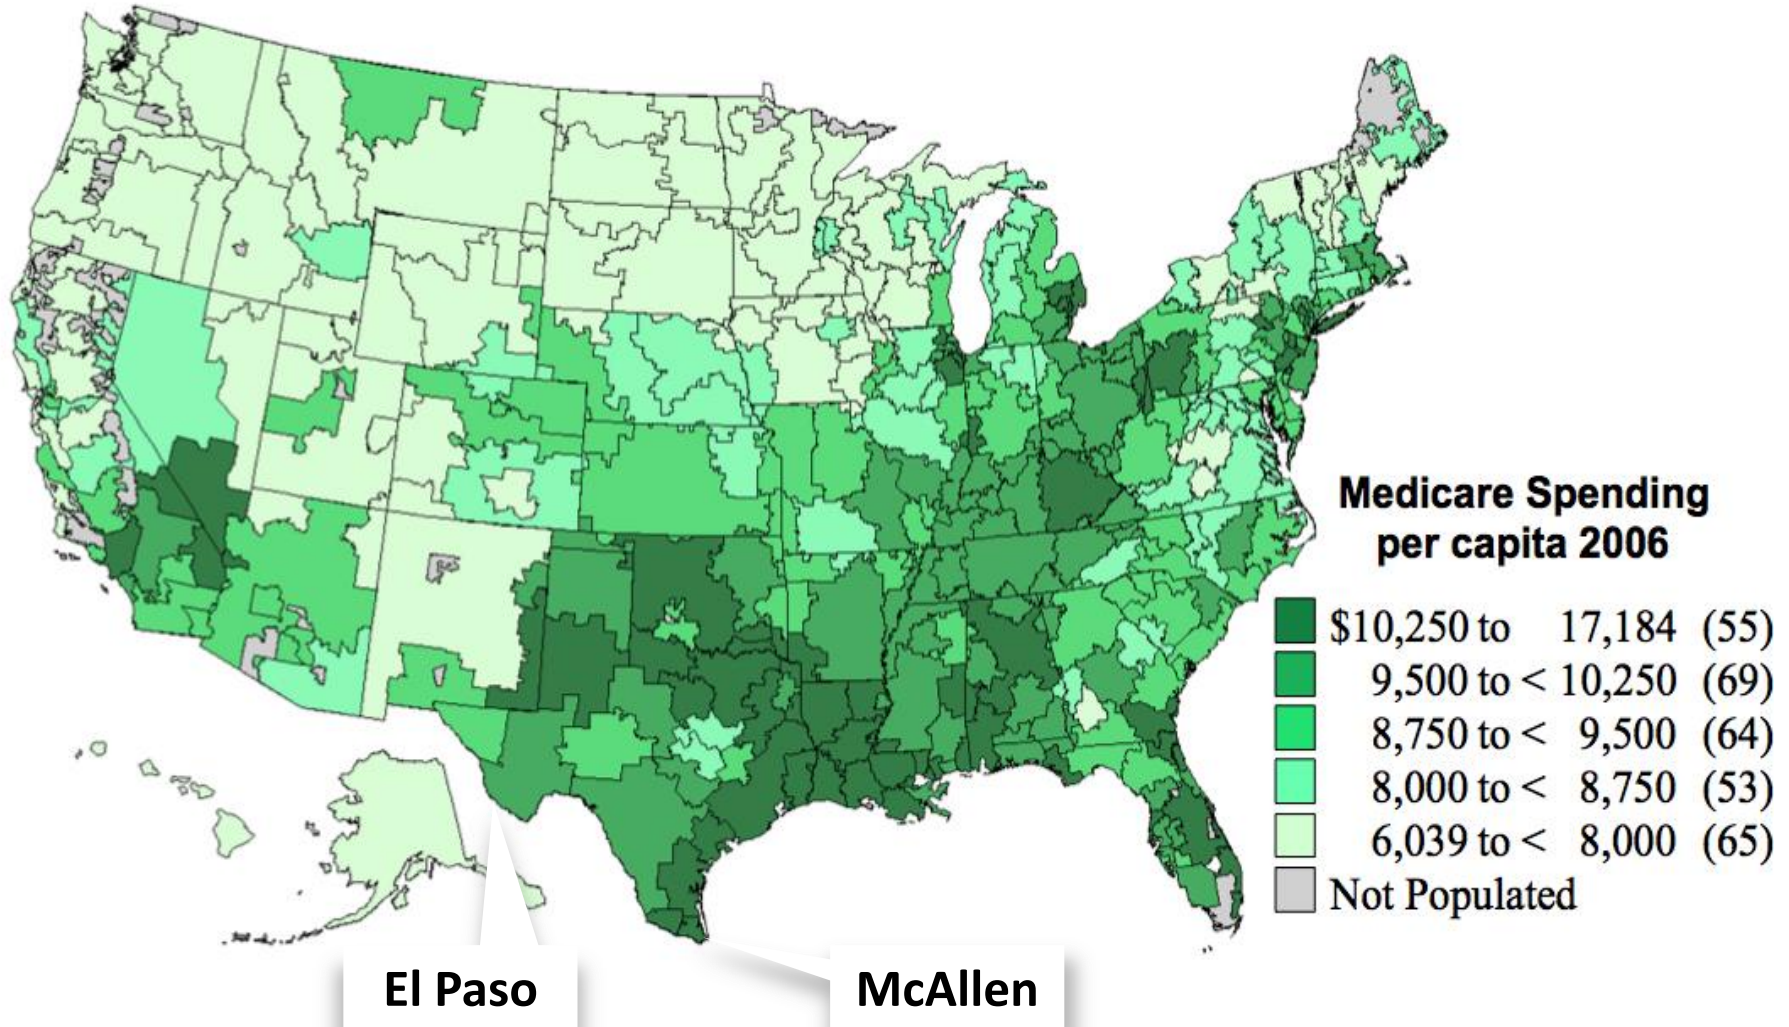 Medicare Spending
per capita 2006
$10,250 to 17,184 (55)
9,500 to < 10,250 (69)
8,750 to < 9,500 (64)
8,000 to < 8,750 (53)
6,039 to < 8,000 (65)
Not Populated
El Paso
McAllen